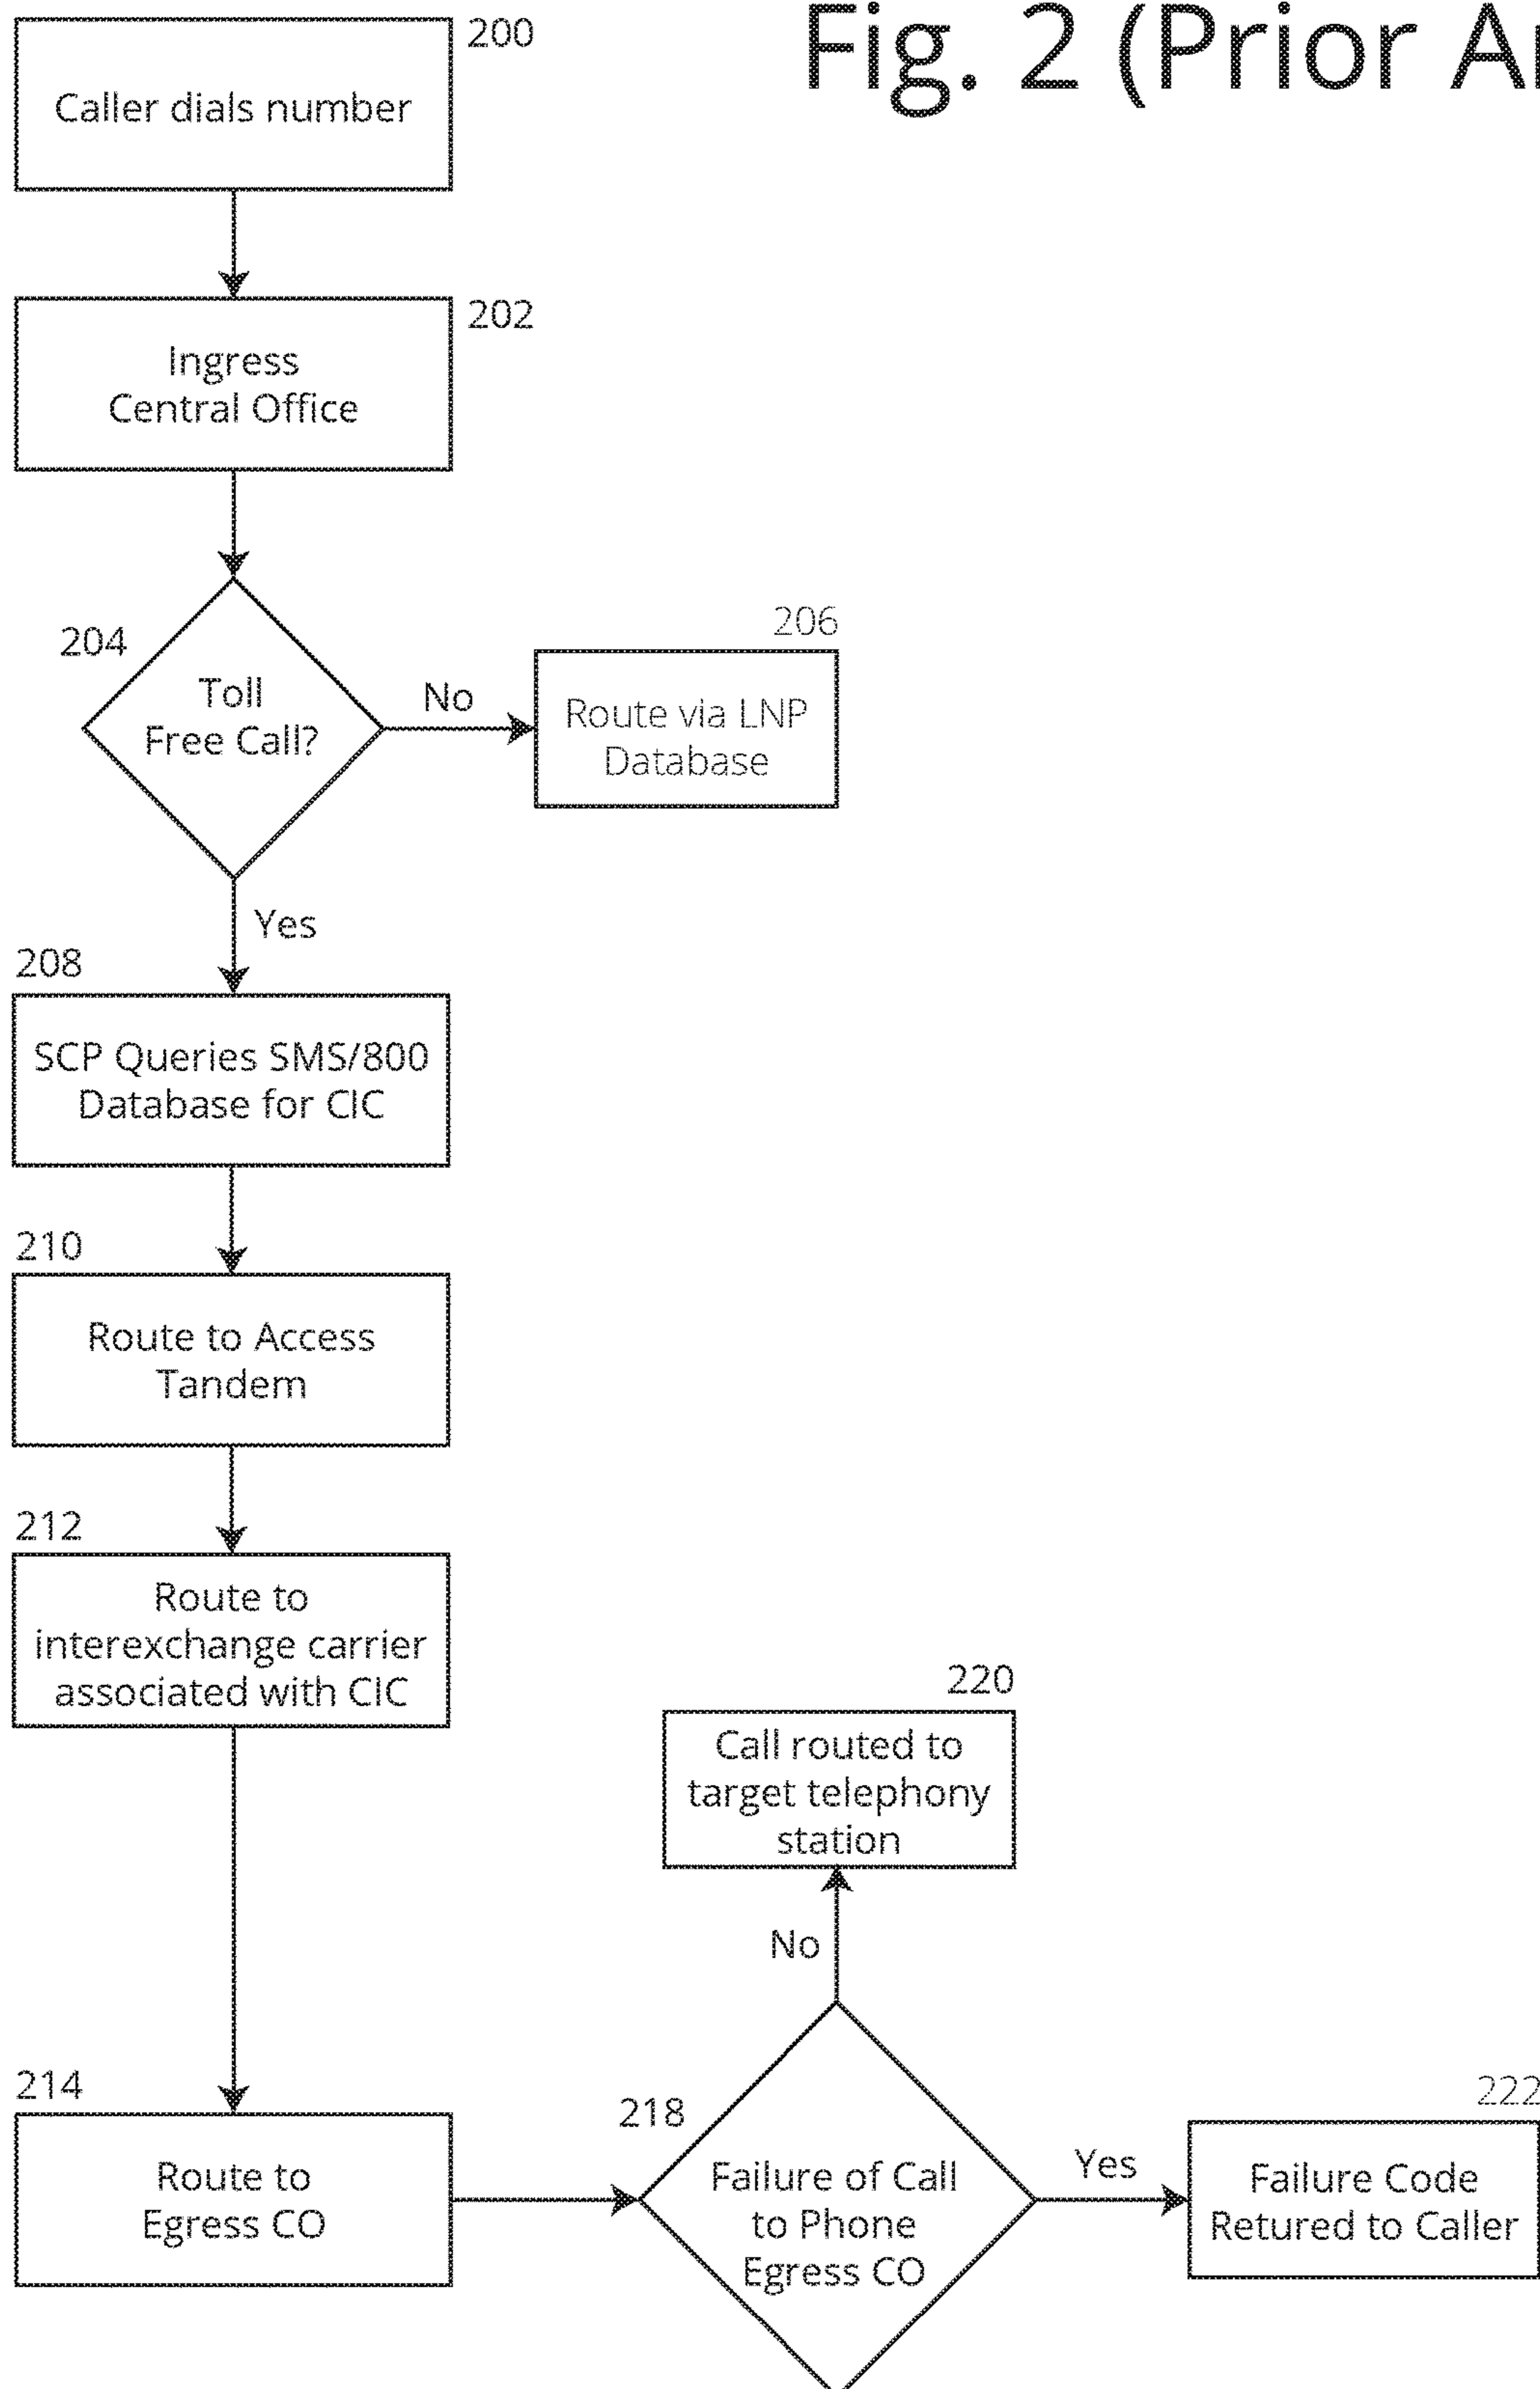 Fig. 2 (Prior A
200
Caller dials number
202
Ingress
Central Office
204
Toll
Free Call?
No
206
Route via LNP
Database
Yes
208
SCP Queries SMS/800
Database for CIC
210
Route to Access
Tandem
212
Route to
interexchange carrier
associated with CIC
220
Call routed to
target telephony
station
No
214
Route to
Egress CO
218
Failure of Call
to Phone
Egress CO
Yes
222
Failure Code
Retured to Caller